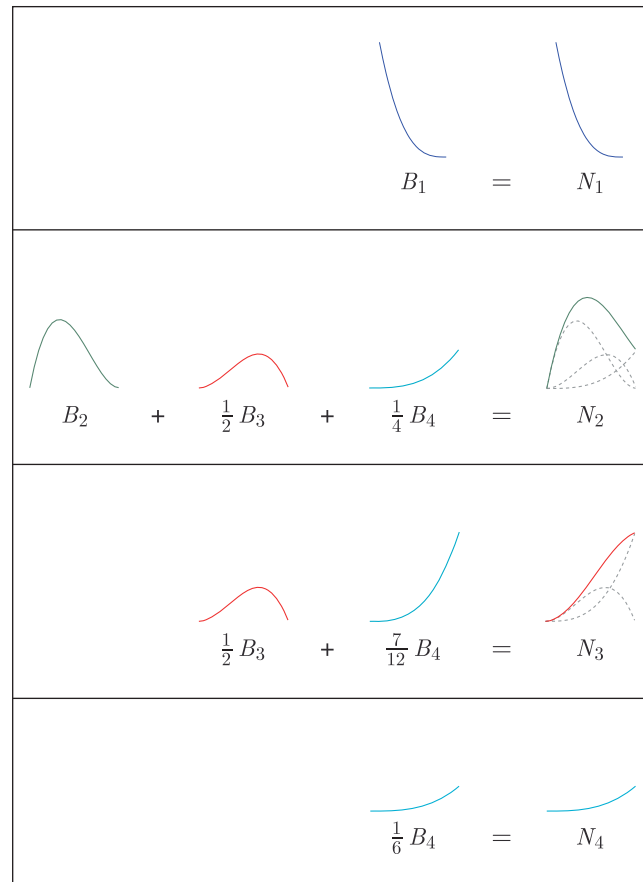 B₁ = N₁
B₂ + ½ B₃ + ¼ B₄ = N₂
½ B₃ + 7/12 B₄ = N₃
1/6 B₄ = N₄